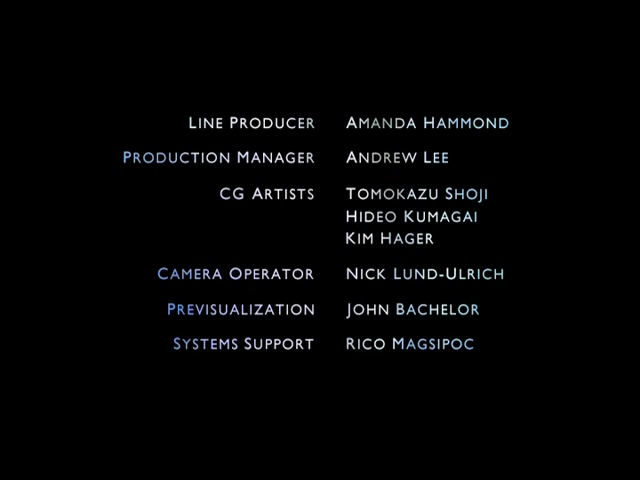 LINE PRODUCER AMANDA HAMMOND
PRODUCTION MANAGER ANDREW LEE
CG ARTISTS TOMOKAZU SHOJI
HIDEO KUMAGAI
KIM HAGER
CAMERA OPERATOR NICK LUND-ULRICH
PREVISUALIZATION JOHN BACHELOR
SYSTEMS SUPPORT RICO MAGSIPOC